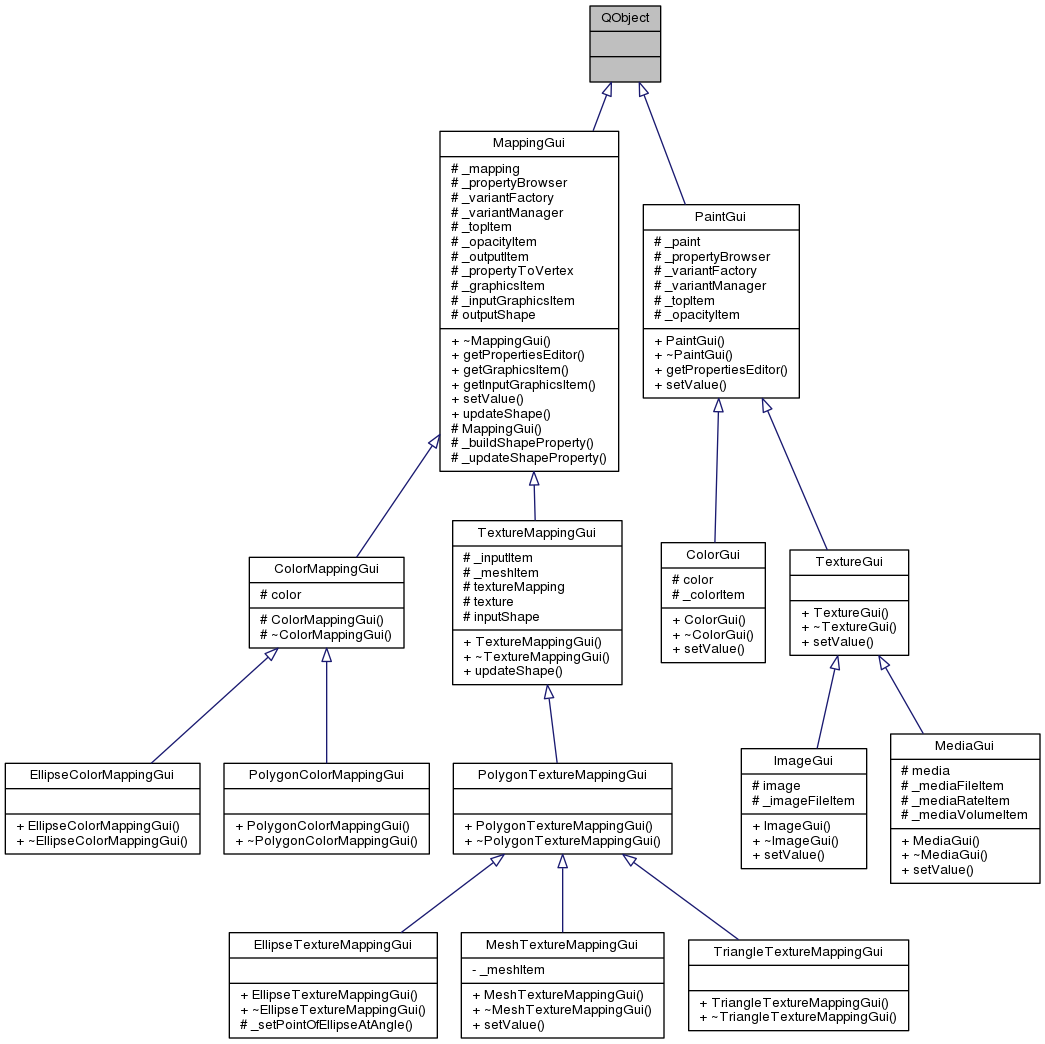 QObject
MappingGui
# _mapping
# _propertyBrowser
# _variantFactory
# _variantManager
# _topItem
# _opacityItem
# _outputItem
# _propertyToVertex
# _graphicsItem
# _inputGraphicsItem
# outputShape
+ ~MappingGui()
+ getPropertiesEditor()
+ getGraphicsItem()
+ getInputGraphicsItem()
+ setValue()
+ updateShape()
# MappingGui()
# _buildShapeProperty()
# _updateShapeProperty()
PaintGui
# _paint
# _propertyBrowser
# _variantFactory
# _variantManager
# _topItem
# _opacityItem
+ PaintGui()
+ ~PaintGui()
+ getPropertiesEditor()
+ setValue()
ColorMappingGui
# color
# ColorMappingGui()
# ~ColorMappingGui()
TextureMappingGui
# _inputItem
# _meshItem
# textureMapping
# texture
# inputShape
+ TextureMappingGui()
+ ~TextureMappingGui()
+ updateShape()
ColorGui
# color
# _colorItem
+ ColorGui()
+ ~ColorGui()
+ setValue()
TextureGui
+ TextureGui()
+ ~TextureGui()
+ setValue()
EllipseColorMappingGui
+ EllipseColorMappingGui()
+ ~EllipseColorMappingGui()
PolygonColorMappingGui
+ PolygonColorMappingGui()
+ ~PolygonColorMappingGui()
PolygonTextureMappingGui
+ PolygonTextureMappingGui()
+ ~PolygonTextureMappingGui()
ImageGui
# image
# _imageFileItem
+ ImageGui()
+ ~ImageGui()
+ setValue()
MediaGui
# media
# _mediaFileItem
# _mediaRateItem
# _mediaVolumeItem
+ MediaGui()
+ ~MediaGui()
+ setValue()
EllipseTextureMappingGui
+ EllipseTextureMappingGui()
+ ~EllipseTextureMappingGui()
# _setPointOfEllipseAtAngle()
MeshTextureMappingGui
- _meshItem
+ MeshTextureMappingGui()
+ ~MeshTextureMappingGui()
+ setValue()
TriangleTextureMappingGui
+ TriangleTextureMappingGui()
+ ~TriangleTextureMappingGui()